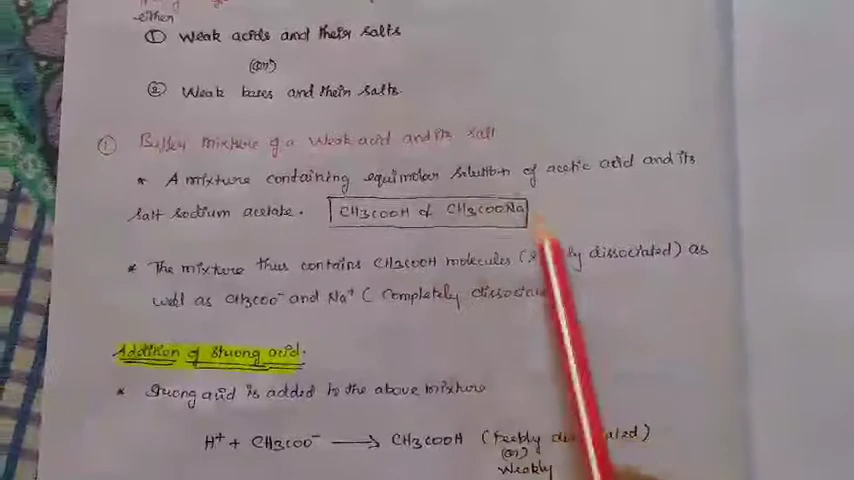 either
① Weak acids and their salts
(or)
② Weak bases and their salts.
① Buffer mixture of a weak acid and its salt
* A mixture containing equimolar solution of acetic acid and its
salt sodium acetate. CH3COOH & CH3COONa
* The mixture thus contains CH3COOH molecules ( dissociated) as
well as CH3COO⁻ and Na⁺ ( Completely
Addition of strong acid.
* Strong acid is added to the above mixture
H⁺ + CH3COO⁻ ⟶ CH3COOH (feebly
(or)
weakly